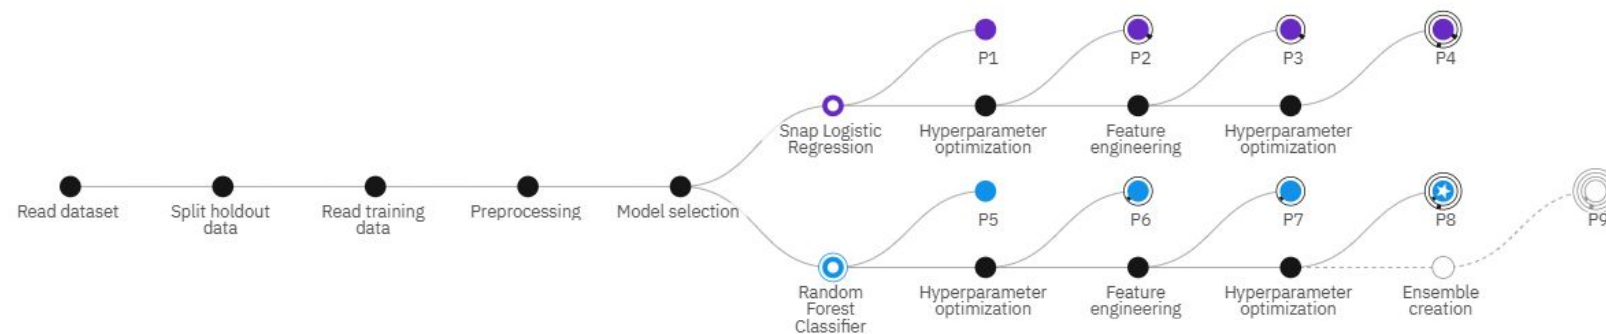 P1
P2
P3
P4
Snap Logistic
Regression
Hyperparameter
optimization
Feature
engineering
Hyperparameter
optimization
Read dataset
Split holdout
data
Read training
data
Preprocessing
Model selection
P5
P6
P7
P8
P9
Random
Forest
Classifier
Hyperparameter
optimization
Feature
engineering
Hyperparameter
optimization
Ensemble
creation